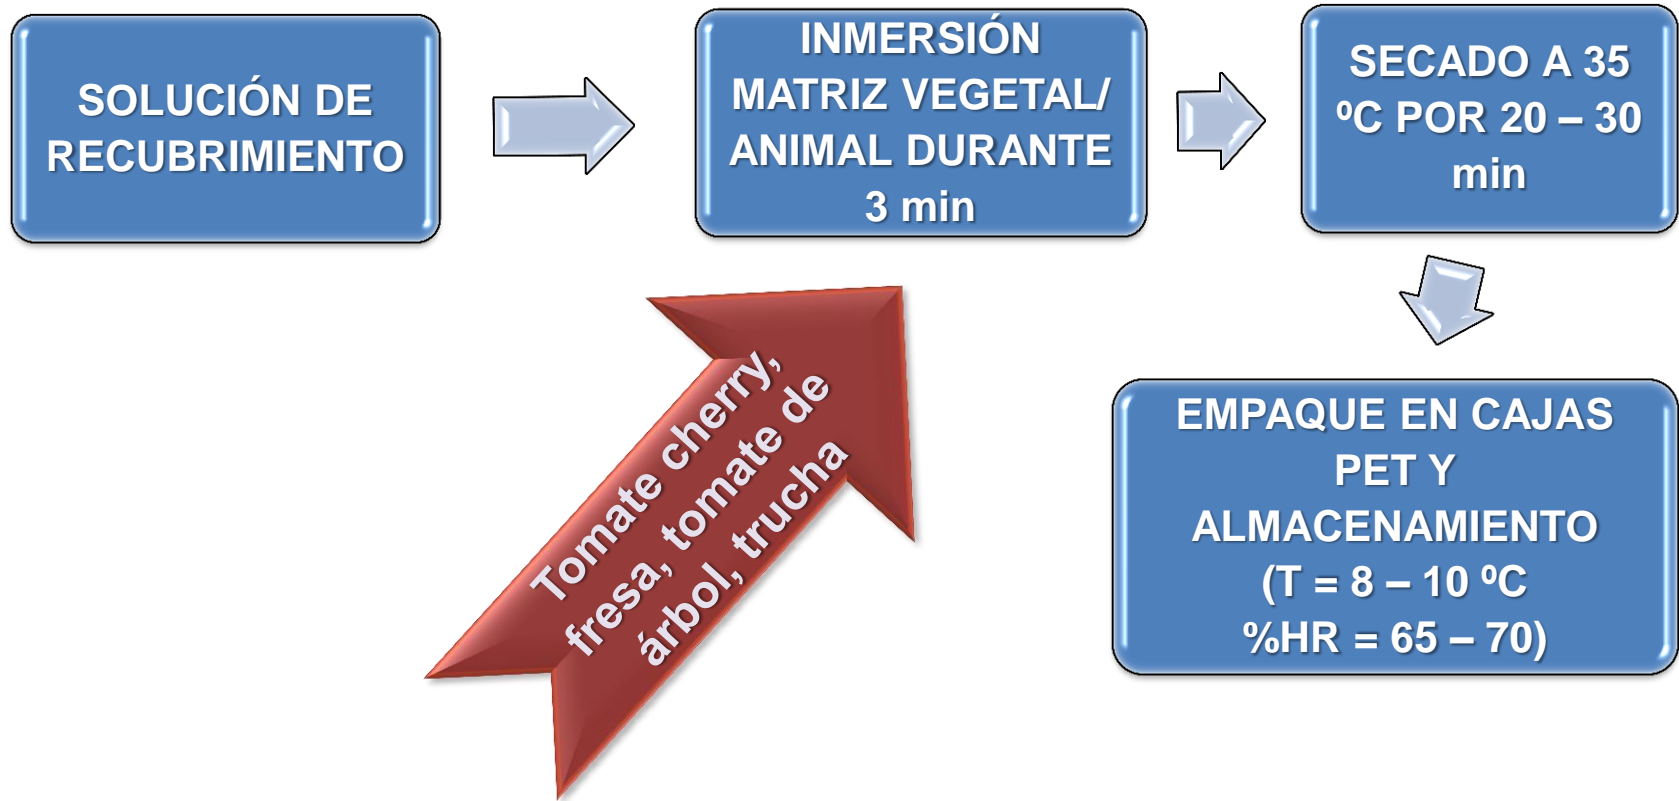 SOLUCIÓN DE
RECUBRIMIENTO
INMERSIÓN
MATRIZ VEGETAL/
ANIMAL DURANTE
3 min
SECADO A 35
ºC POR 20 – 30
min
Tomate cherry,
fresa, tomate de
árbol, trucha
EMPAQUE EN CAJAS
PET Y
ALMACENAMIENTO
(T = 8 – 10 ºC
%HR = 65 – 70)